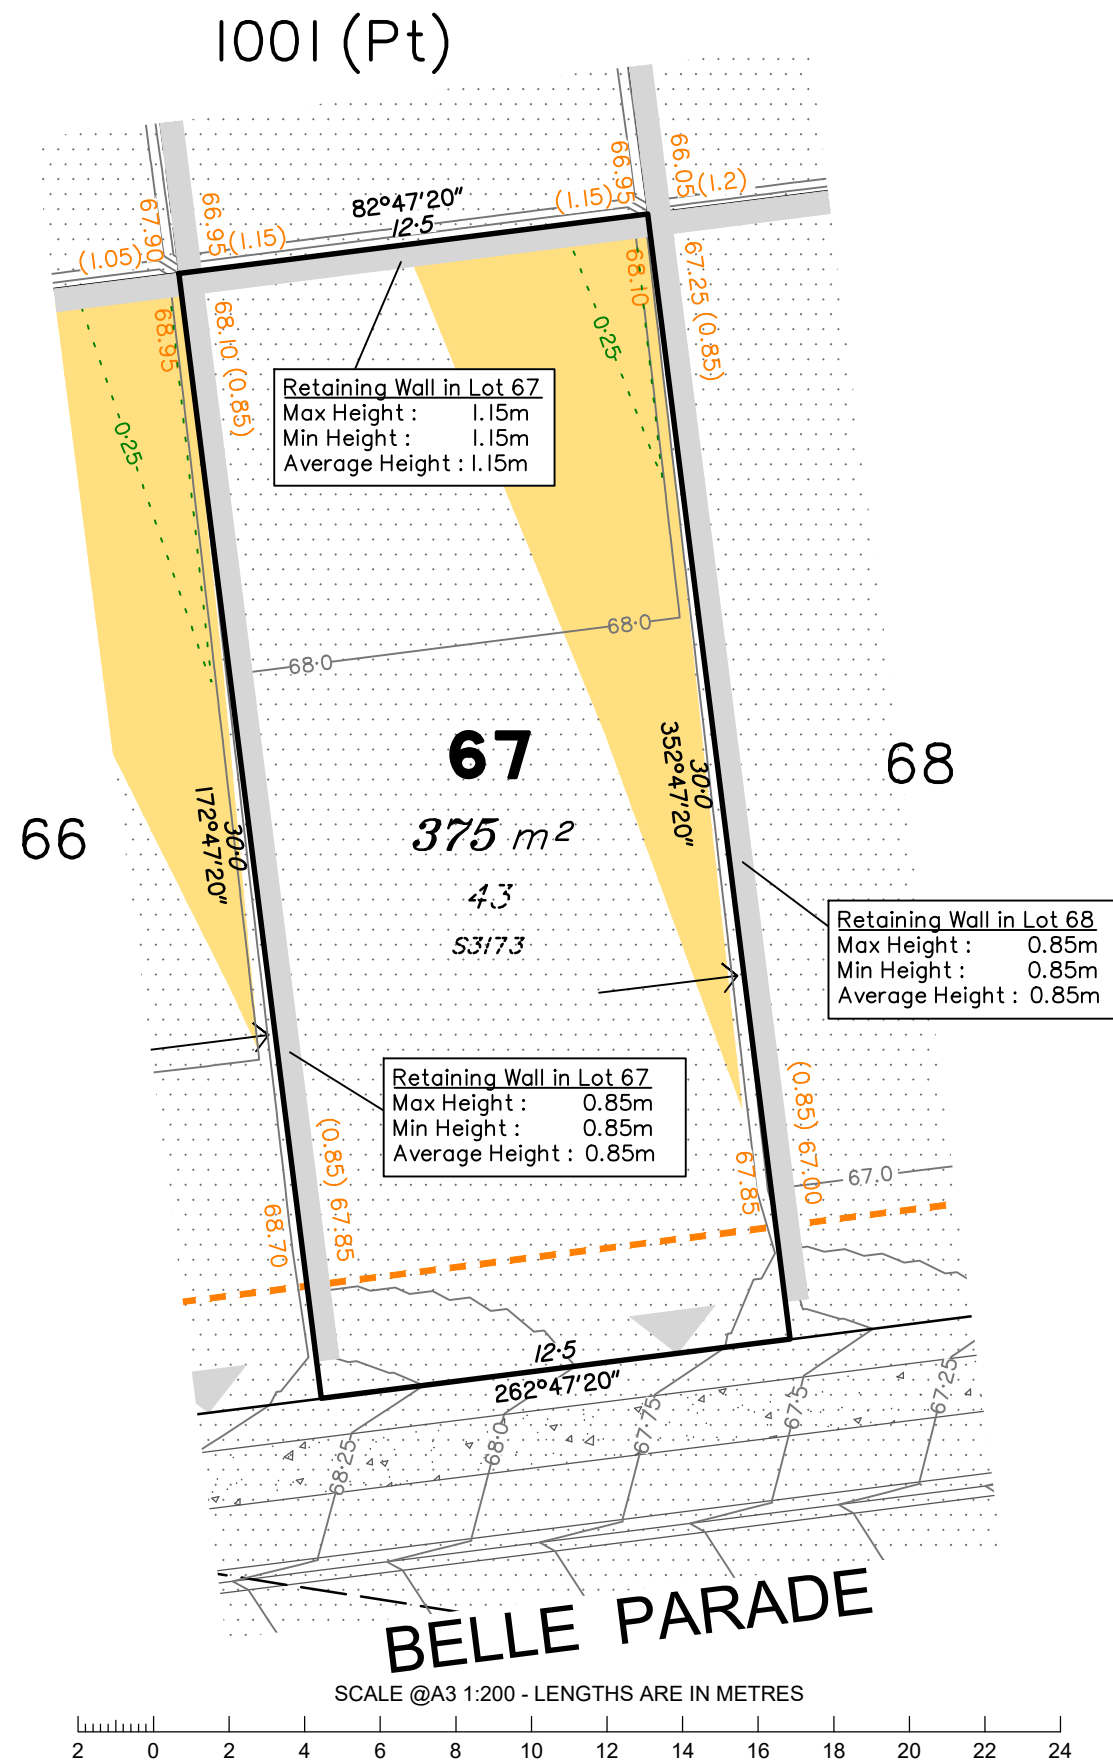 1001 (Pt)
82°47'20"
12·5
(1.05)
67.90
66.95
(1.15)
(1.15)
66.95
66.05
(1.2)
68.95
68.10 (0.85)
68.10
67.25 (0.85)
0·25
0·25
Retaining Wall in Lot 67
Max Height : 1.15m
Min Height : 1.15m
Average Height : 1.15m
68·0
68·0
67
375 m²
43
S3173
66
68
30·0
172°47'20"
30·0
352°47'20"
Retaining Wall in Lot 68
Max Height : 0.85m
Min Height : 0.85m
Average Height : 0.85m
Retaining Wall in Lot 67
Max Height : 0.85m
Min Height : 0.85m
Average Height : 0.85m
68.70
(0.85) 67.85
67.85
(0.85) 67.00
67.0
12·5
262°47'20"
68·25
68·0
67·75
67·5
67·25
BELLE PARADE
SCALE @A3 1:200 - LENGTHS ARE IN METRES
2 0 2 4 6 8 10 12 14 16 18 20 22 24